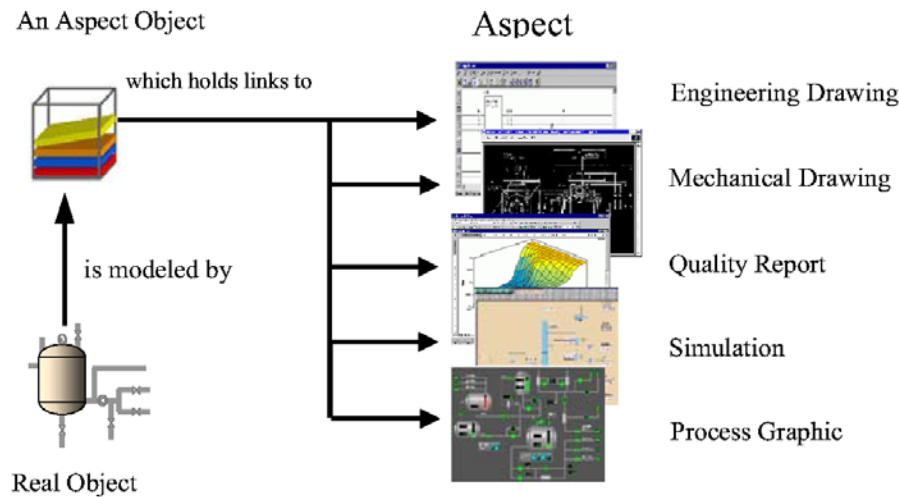 An Aspect Object
Aspect
which holds links to
Engineering Drawing
Mechanical Drawing
is modeled by
Quality Report
Simulation
Process Graphic
Real Object